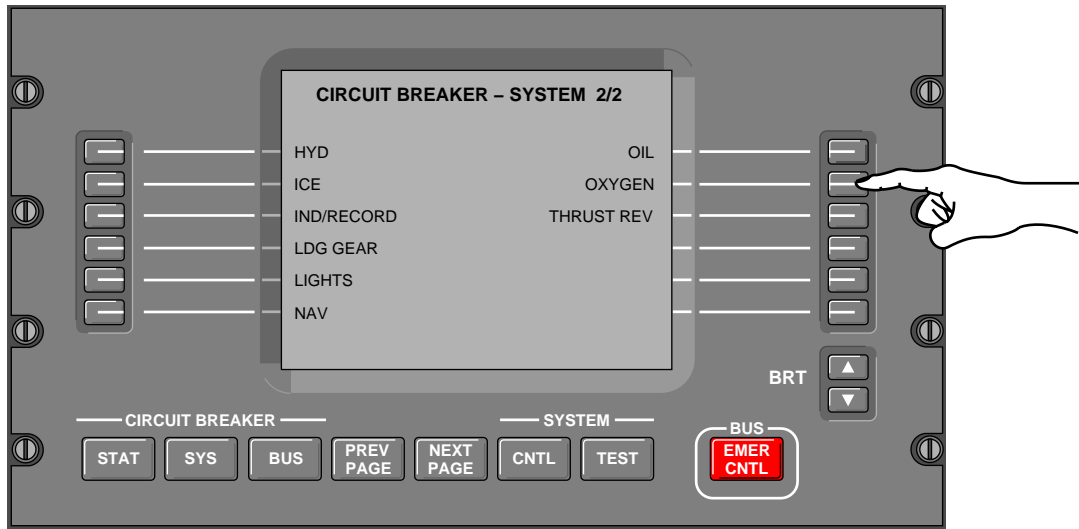 CIRCUIT BREAKER – SYSTEM 2/2
HYD OIL
ICE OXYGEN
IND/RECORD THRUST REV
LDG GEAR
LIGHTS
NAV
BRT
CIRCUIT BREAKER SYSTEM BUS
STAT SYS BUS PREV PAGE NEXT PAGE CNTL TEST EMER CNTL